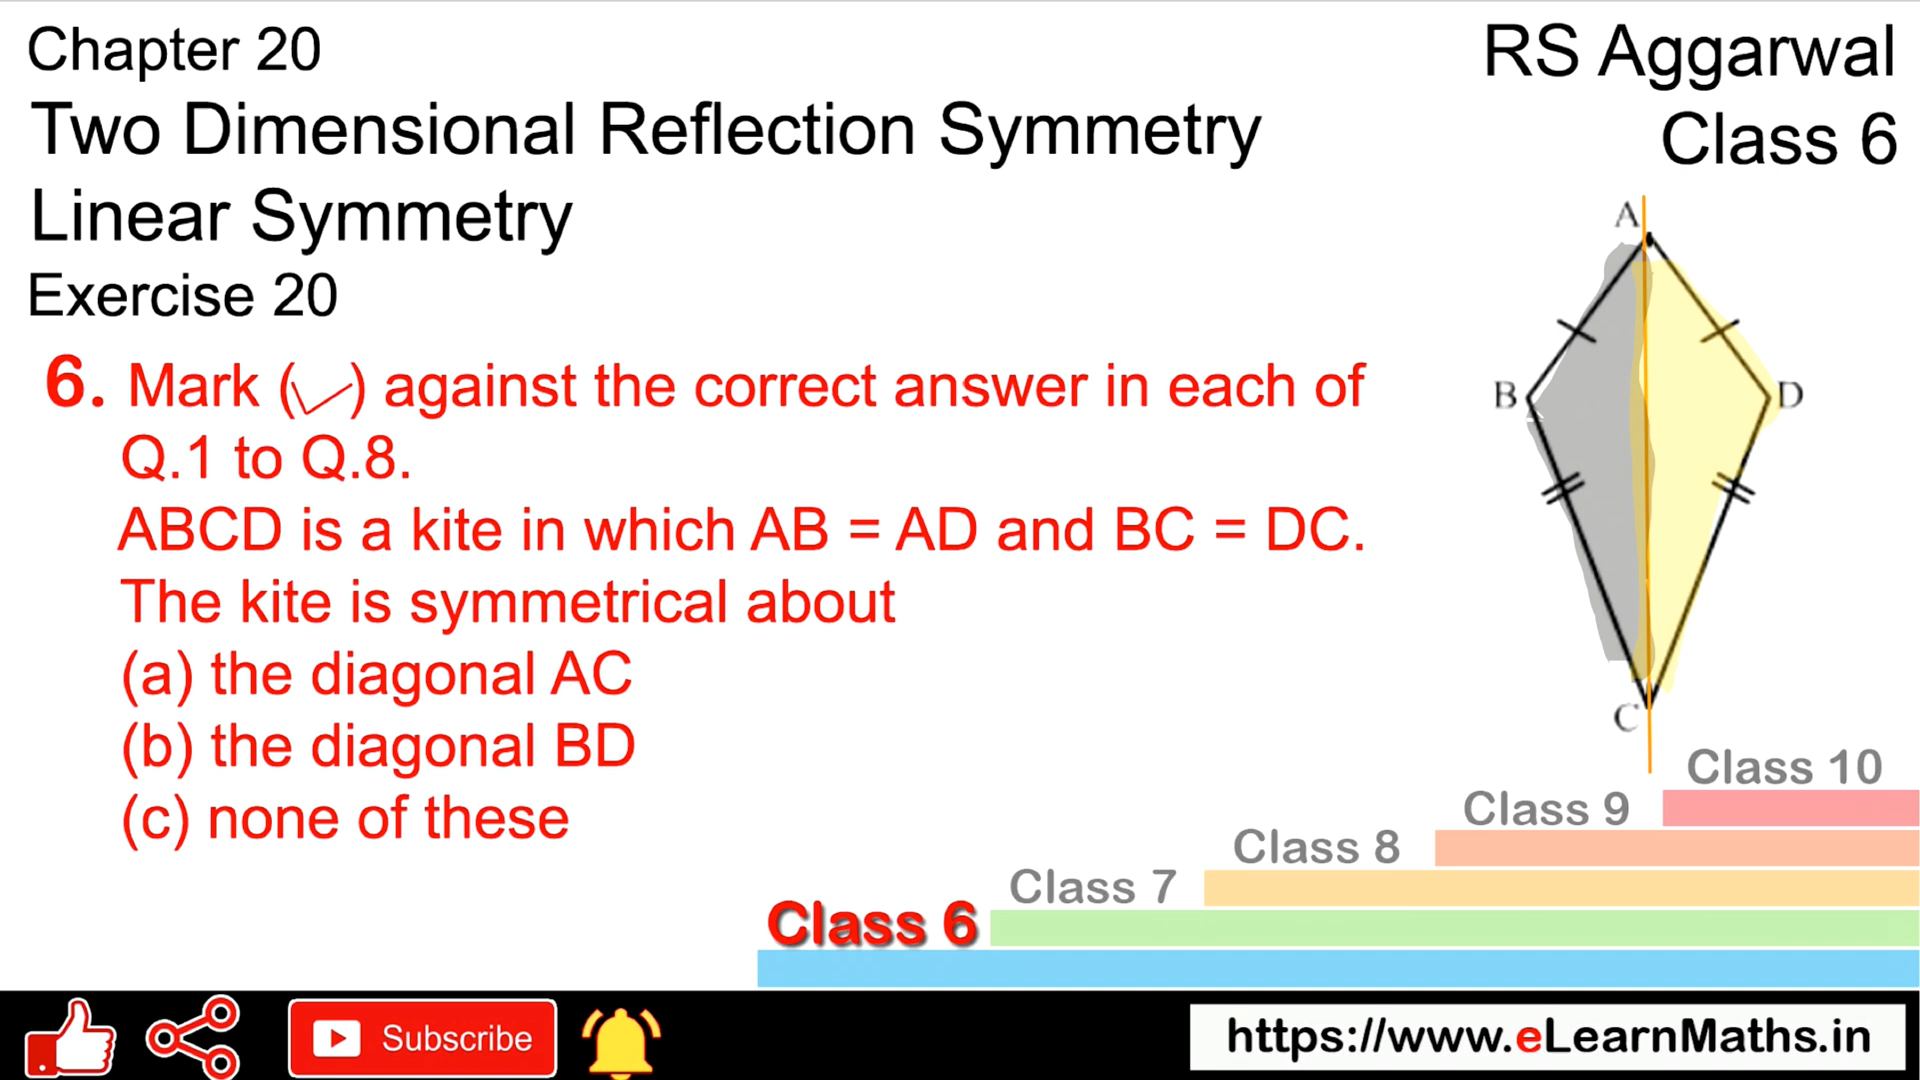 Chapter 20
Two Dimensional Reflection Symmetry
Linear Symmetry
Exercise 20
RS Aggarwal
Class 6
6. Mark (✓) against the correct answer in each of
Q.1 to Q.8.
ABCD is a kite in which AB = AD and BC = DC.
The kite is symmetrical about
(a) the diagonal AC
(b) the diagonal BD
(c) none of these
A
B
D
C
Class 10
Class 9
Class 8
Class 7
Class 6
Subscribe
https://www.eLearnMaths.in